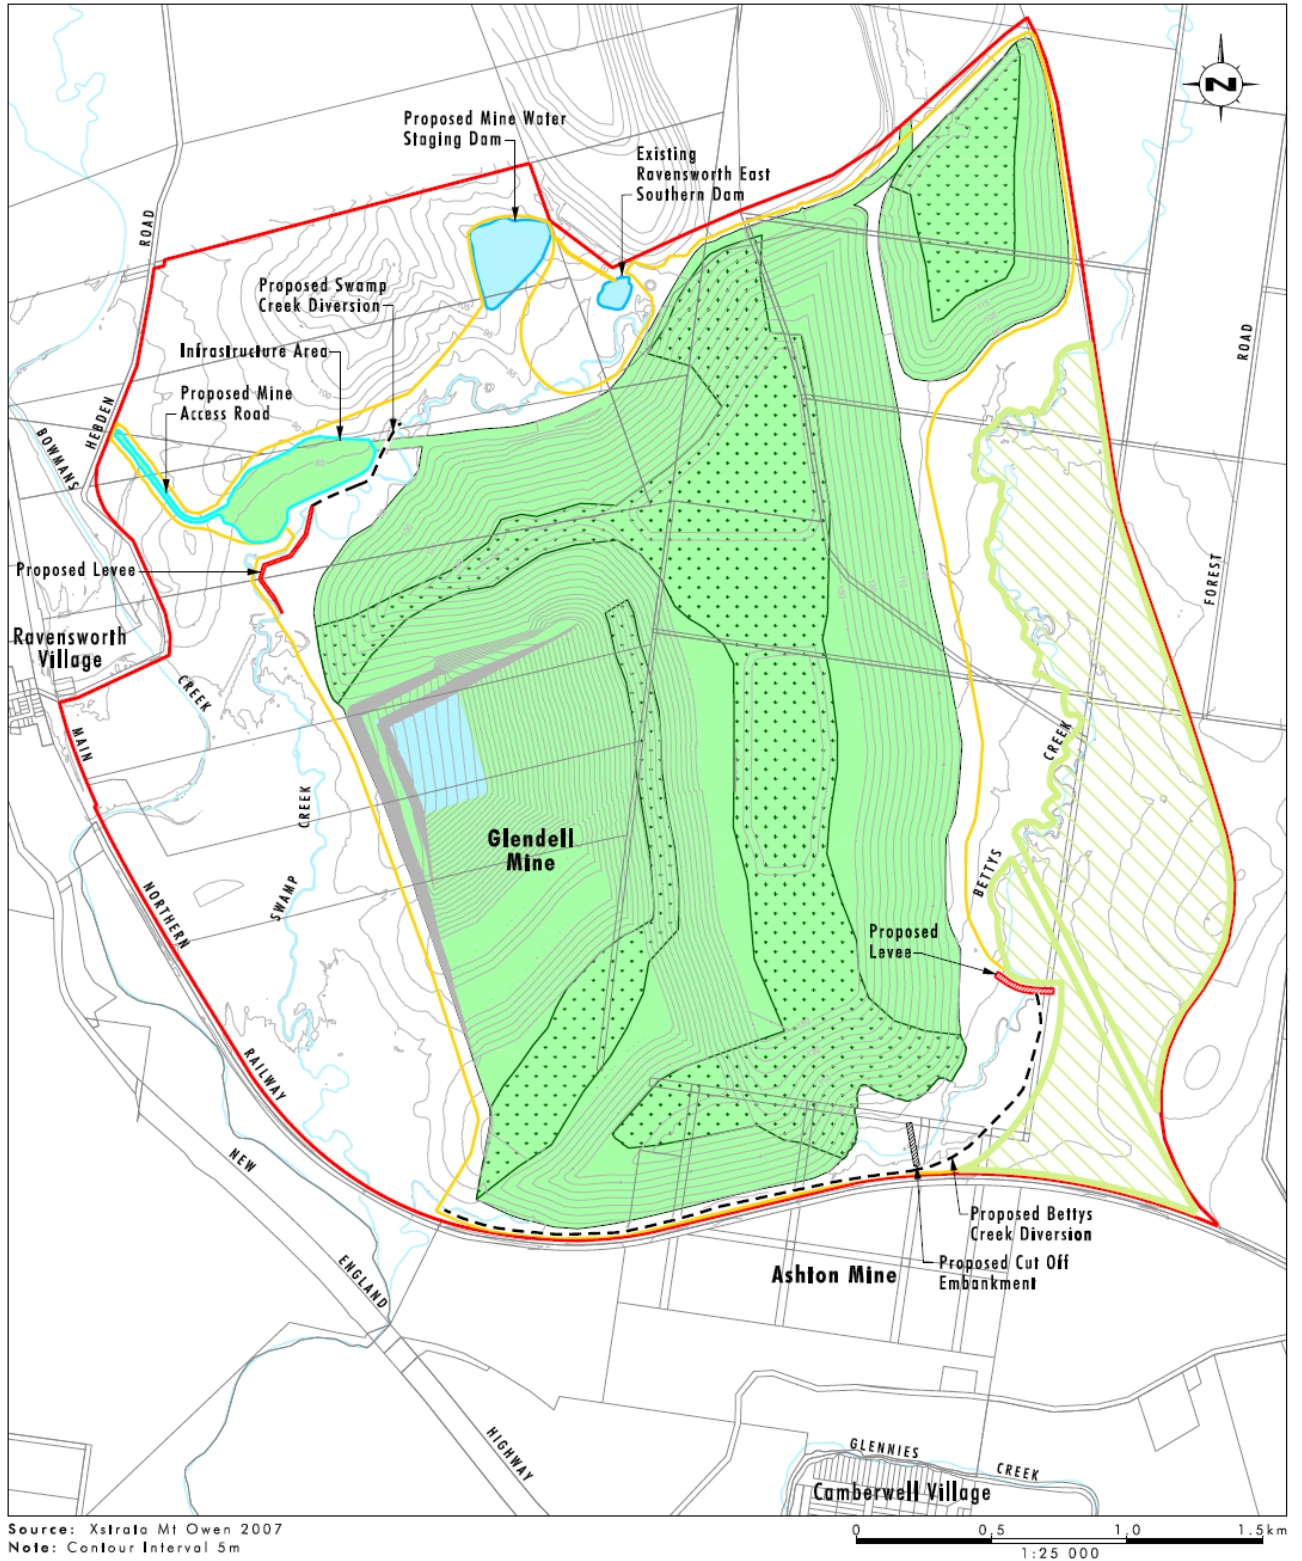 N
Proposed Mine Water
Staging Dam
Existing
Ravensworth East
Southern Dam
ROAD
Proposed Swamp
Creek Diversion
Infrastructure Area
Proposed Mine
Access Road
HEBDEN
BOWMANS
ROAD
FOREST
Proposed Levee
Ravensworth
Village
CREEK
MAIN
CREEK
CREEK
Glendell
Mine
BETTYS
SWAMP
NORTHERN
Proposed
Levee
RAILWAY
NEW
Proposed Bettys
Creek Diversion
ENGLAND
Ashton Mine
Proposed Cut Off
Embankment
HIGHWAY
GLENNIES
CREEK
Camberwell Village
Source: Xstrata Mt Owen 2007
Note: Contour Interval 5m
0 0.5 1.0 1.5km
1:25 000